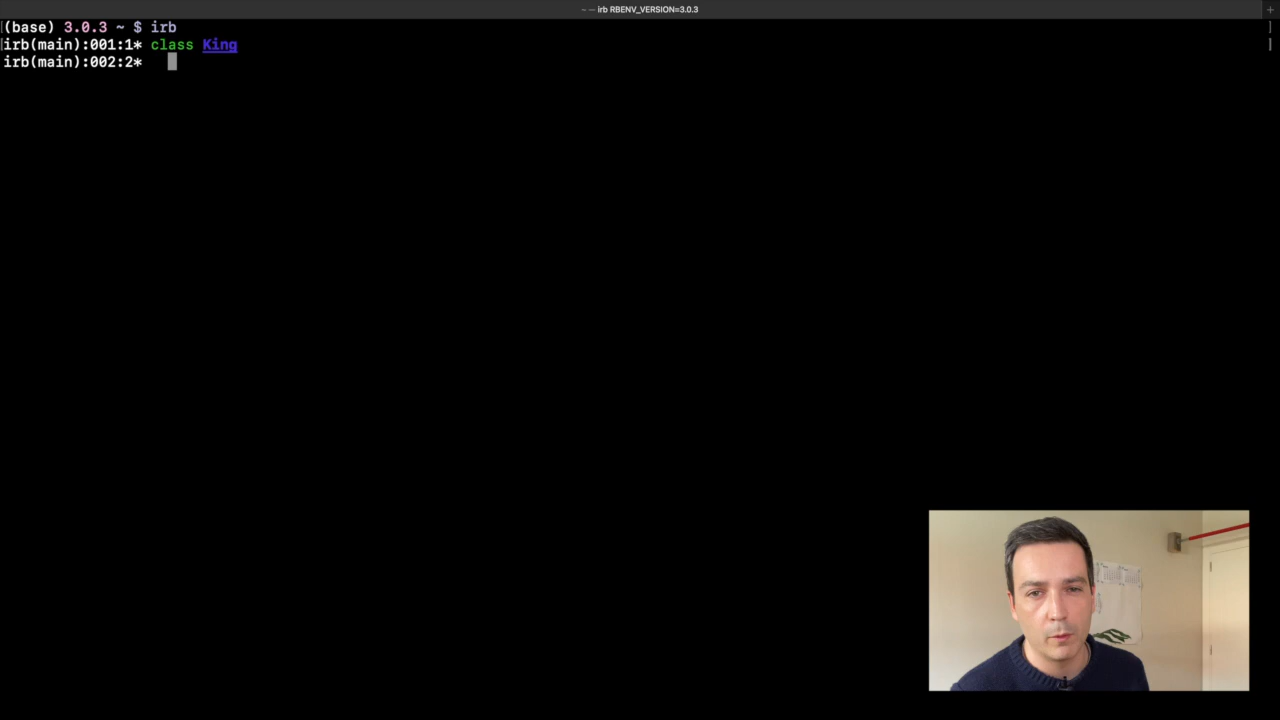 ~ — irb RBENV_VERSION=3.0.3
(base) 3.0.3 ~ $ irb
irb(main):001:1* class King
irb(main):002:2*